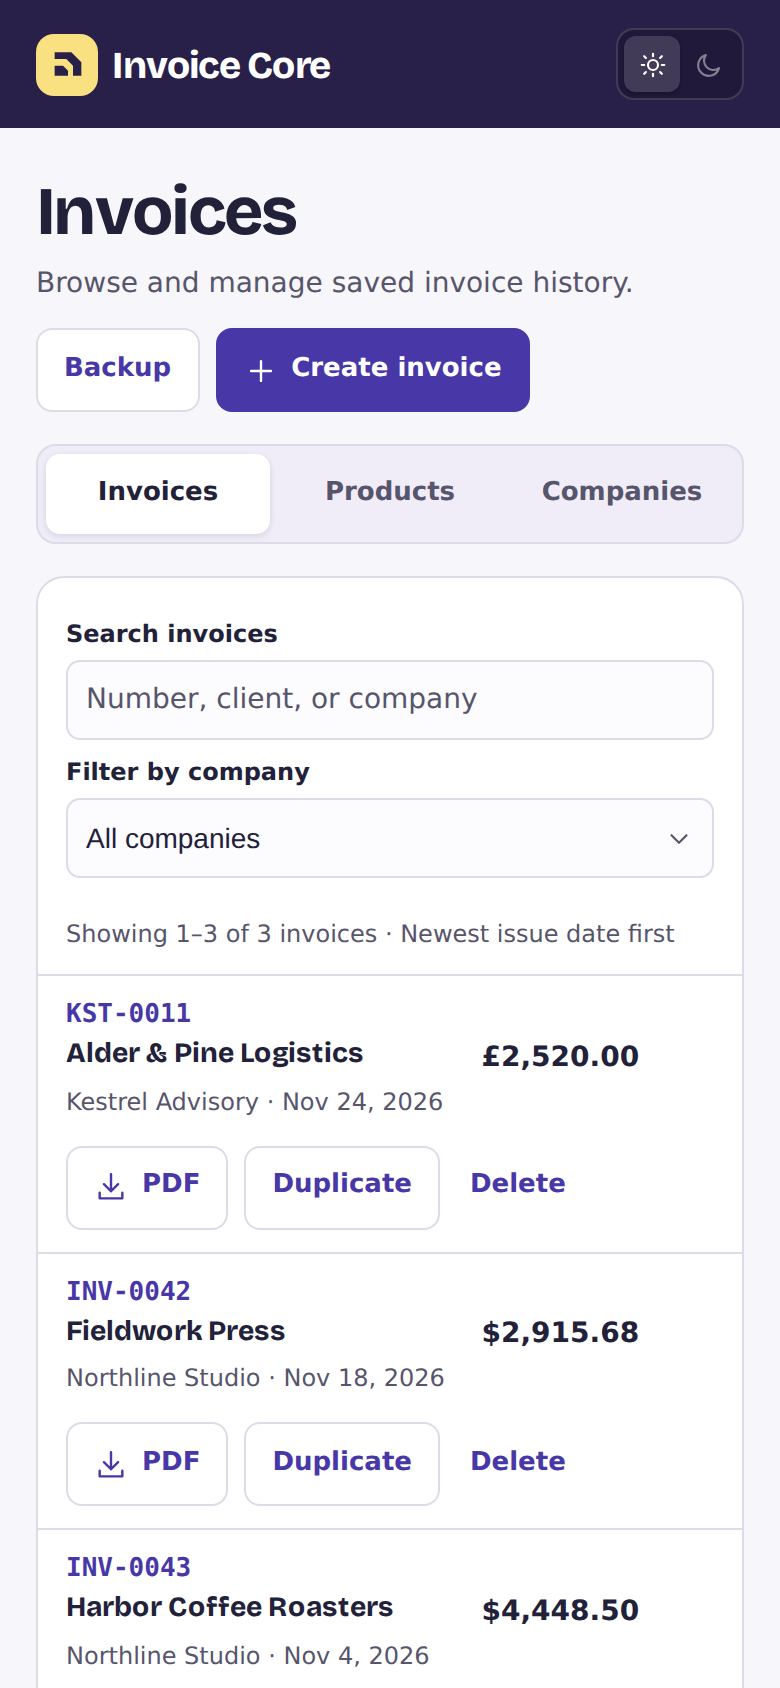 Invoice Core
Invoices
Browse and manage saved invoice history.
Backup
Create invoice
Invoices Products Companies
Search invoices
Number, client, or company
Filter by company
All companies
Showing 1–3 of 3 invoices · Newest issue date first
KST-0011
Alder & Pine Logistics £2,520.00
Kestrel Advisory · Nov 24, 2026
PDF Duplicate Delete
INV-0042
Fieldwork Press $2,915.68
Northline Studio · Nov 18, 2026
PDF Duplicate Delete
INV-0043
Harbor Coffee Roasters $4,448.50
Northline Studio · Nov 4, 2026